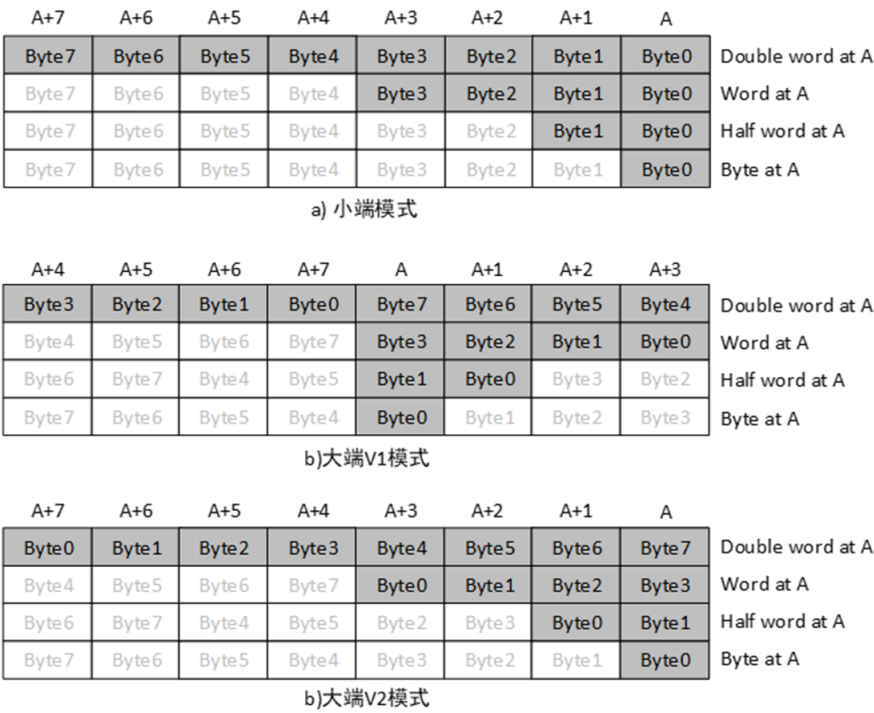 A+7 A+6 A+5 A+4 A+3 A+2 A+1 A
Byte7 Byte6 Byte5 Byte4 Byte3 Byte2 Byte1 Byte0 Double word at A
Byte7 Byte6 Byte5 Byte4 Byte3 Byte2 Byte1 Byte0 Word at A
Byte7 Byte6 Byte5 Byte4 Byte3 Byte2 Byte1 Byte0 Half word at A
Byte7 Byte6 Byte5 Byte4 Byte3 Byte2 Byte1 Byte0 Byte at A
a) 小端模式
A+4 A+5 A+6 A+7 A A+1 A+2 A+3
Byte3 Byte2 Byte1 Byte0 Byte7 Byte6 Byte5 Byte4 Double word at A
Byte4 Byte5 Byte6 Byte7 Byte3 Byte2 Byte1 Byte0 Word at A
Byte6 Byte7 Byte4 Byte5 Byte1 Byte0 Byte3 Byte2 Half word at A
Byte7 Byte6 Byte5 Byte4 Byte0 Byte1 Byte2 Byte3 Byte at A
b)大端V1模式
A+7 A+6 A+5 A+4 A+3 A+2 A+1 A
Byte0 Byte1 Byte2 Byte3 Byte4 Byte5 Byte6 Byte7 Double word at A
Byte4 Byte5 Byte6 Byte7 Byte0 Byte1 Byte2 Byte3 Word at A
Byte6 Byte7 Byte4 Byte5 Byte2 Byte3 Byte0 Byte1 Half word at A
Byte7 Byte6 Byte5 Byte4 Byte3 Byte2 Byte1 Byte0 Byte at A
b)大端V2模式